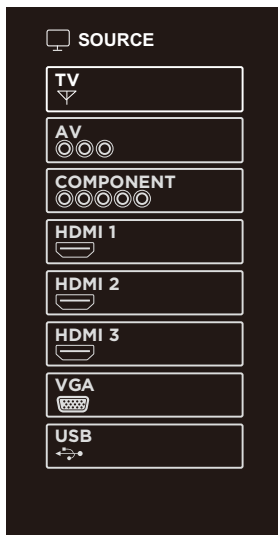 SOURCE
TV
AV
COMPONENT
HDMI 1
HDMI 2
HDMI 3
VGA
USB